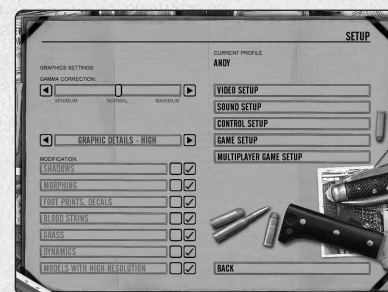 SETUP
GRAPHICS SETTINGS:
GAMMA CORRECTION:
MINIMUM NORMAL MAXIMUM
GRAPHIC DETAILS - HIGH
MODIFICATION:
SHADOWS
MORPHING
FOOT PRINTS, DECALS
BLOOD STAINS
GRASS
DYNAMICS
MODELS WITH HIGH RESOLUTION
CURRENT PROFILE
ANDY
VIDEO SETUP
SOUND SETUP
CONTROL SETUP
GAME SETUP
MULTIPLAYER GAME SETUP
BACK